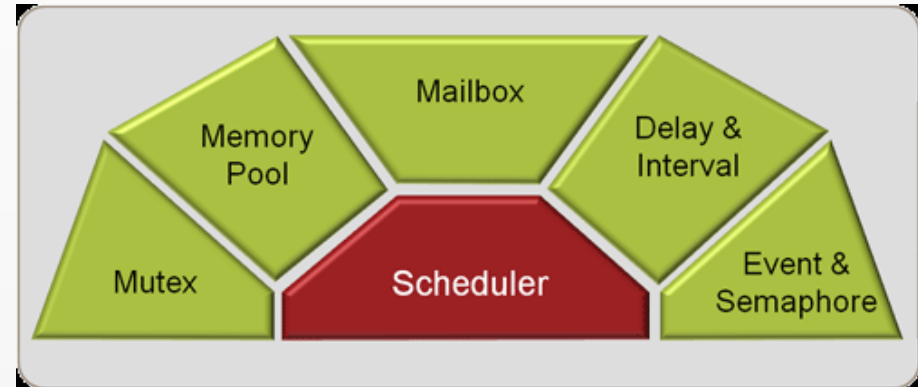 Mailbox
Memory
Pool
Delay &
Interval
Mutex
Scheduler
Event &
Semaphore